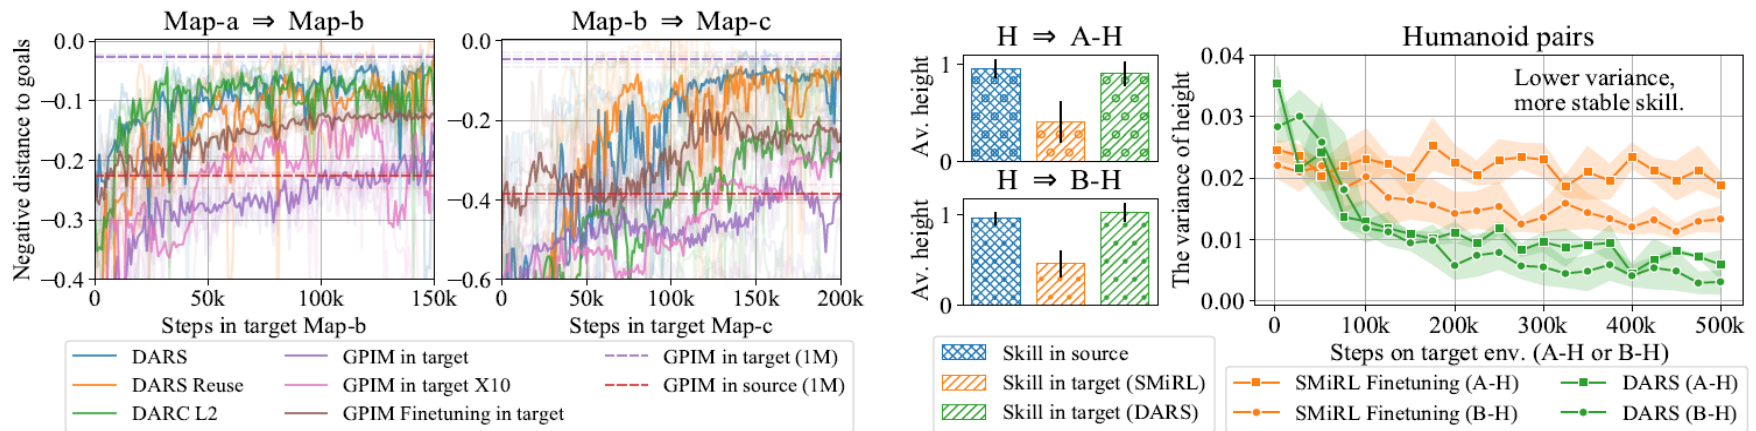 Map-a ⇒ Map-b
Negative distance to goals
0.0
−0.1
−0.2
−0.3
−0.4
0
50k
100k
150k
Steps in target Map-b
Map-b ⇒ Map-c
0.0
−0.2
−0.4
−0.6
0
50k
100k
150k
200k
Steps in target Map-c
DARS
DARS Reuse
DARC L2
GPIM in target
GPIM in target X10
GPIM Finetuning in target
GPIM in target (1M)
GPIM in source (1M)
H ⇒ A-H
Av. height
1
0
H ⇒ B-H
Av. height
1
0
Skill in source
Skill in target (SMiRL)
Skill in target (DARS)
Humanoid pairs
The variance of height
0.04
0.03
0.02
0.01
0.00
Lower variance,
more stable skill.
0
100k
200k
300k
400k
500k
Steps on target env. (A-H or B-H)
SMiRL Finetuning (A-H)
SMiRL Finetuning (B-H)
DARS (A-H)
DARS (B-H)